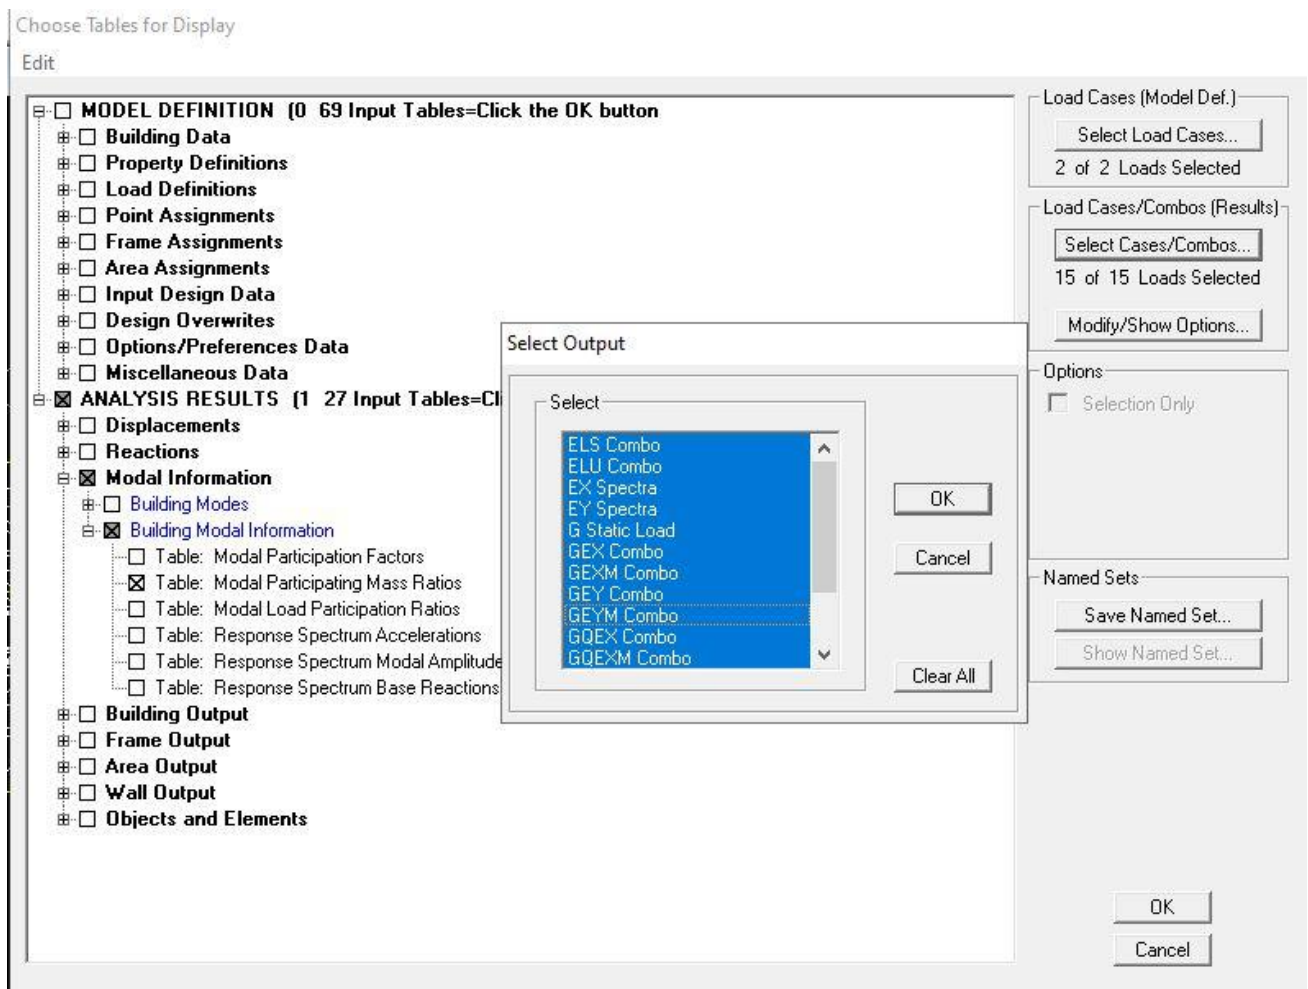 Choose Tables for Display
Edit
MODEL DEFINITION (0 69 Input Tables=Click the OK button
Building Data
Property Definitions
Load Definitions
Point Assignments
Frame Assignments
Area Assignments
Input Design Data
Design Overwrites
Options/Preferences Data
Miscellaneous Data
ANALYSIS RESULTS (1 27 Input Tables=Cli
Displacements
Reactions
Modal Information
Building Modes
Building Modal Information
Table: Modal Participation Factors
Table: Modal Participating Mass Ratios
Table: Modal Load Participation Ratios
Table: Response Spectrum Accelerations
Table: Response Spectrum Modal Amplitude
Table: Response Spectrum Base Reactions
Building Output
Frame Output
Area Output
Wall Output
Objects and Elements
Select Output
Select
ELS Combo
ELU Combo
EX Spectra
EY Spectra
G Static Load
GEX Combo
GEXM Combo
GEY Combo
GEYM Combo
GQEX Combo
GQEXM Combo
OK
Cancel
Clear All
Load Cases (Model Def.)
Select Load Cases...
2 of 2 Loads Selected
Load Cases/Combos (Results)
Select Cases/Combos...
15 of 15 Loads Selected
Modify/Show Options...
Options
Selection Only
Named Sets
Save Named Set...
Show Named Set...
OK
Cancel